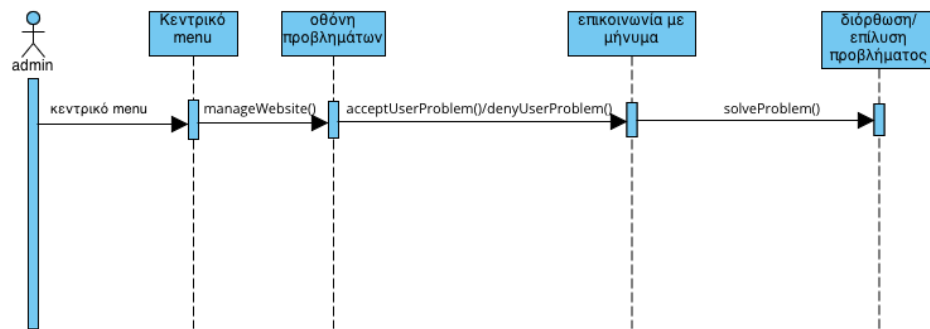 admin
Κεντρικό
menu
οθόνη
προβλημάτων
επικοινωνία με
μήνυμα
διόρθωση/
επίλυση
προβλήματος
κεντρικό menu
manageWebsite()
acceptUserProblem()/denyUserProblem()
solveProblem()